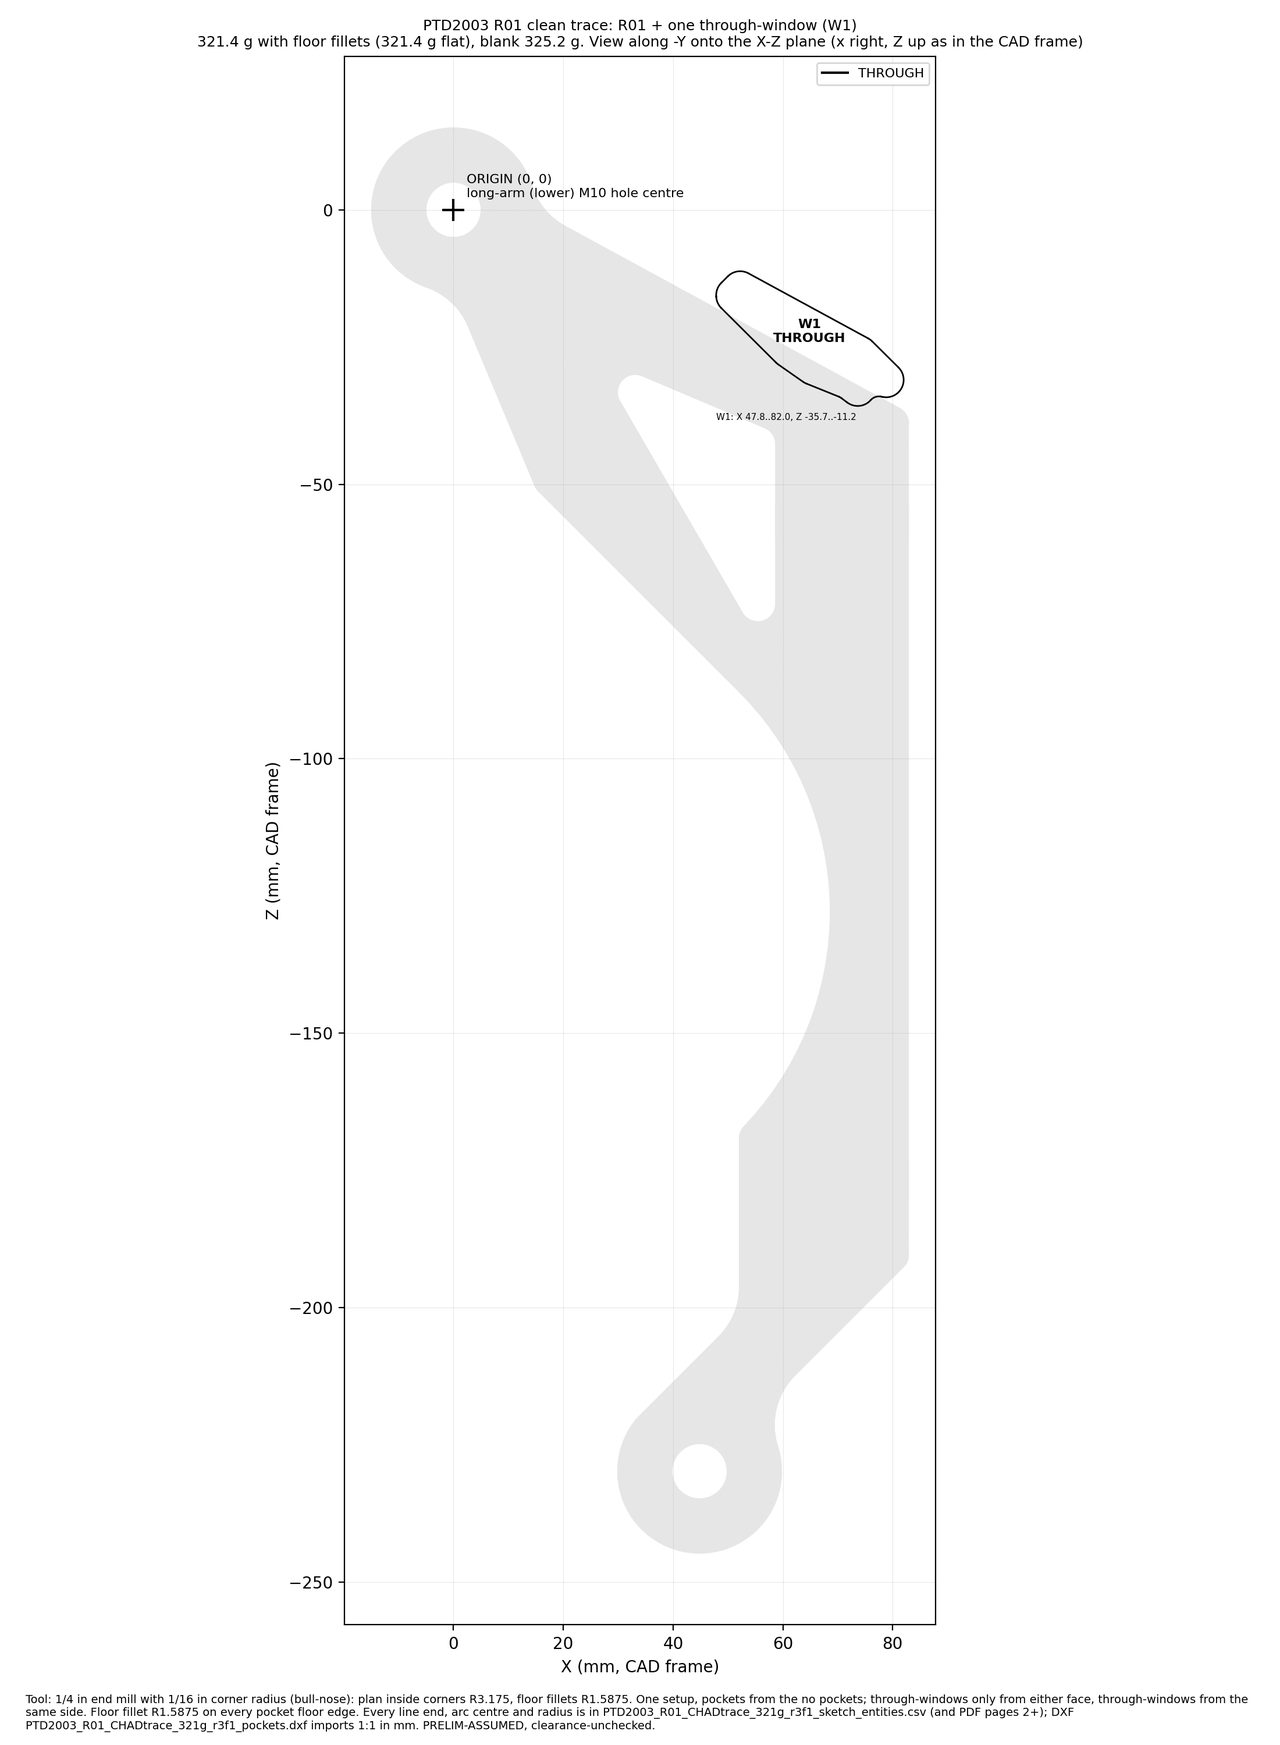 PTD2003 R01 clean trace: R01 + one through-window (W1)
321.4 g with floor fillets (321.4 g flat), blank 325.2 g. View along -Y onto the X-Z plane (x right, Z up as in the CAD frame)
THROUGH
ORIGIN (0, 0)
long-arm (lower) M10 hole centre
W1
THROUGH
W1: X 47.8..82.0, Z -35.7..-11.2
0
−50
−100
−150
−200
−250
Z (mm, CAD frame)
0 20 40 60 80
X (mm, CAD frame)
Tool: 1/4 in end mill with 1/16 in corner radius (bull-nose): plan inside corners R3.175, floor fillets R1.5875. One setup, pockets from the no pockets; through-windows only from either face, through-windows from the
same side. Floor fillet R1.5875 on every pocket floor edge. Every line end, arc centre and radius is in PTD2003_R01_CHADtrace_321g_r3f1_sketch_entities.csv (and PDF pages 2+); DXF
PTD2003_R01_CHADtrace_321g_r3f1_pockets.dxf imports 1:1 in mm. PRELIM-ASSUMED, clearance-unchecked.